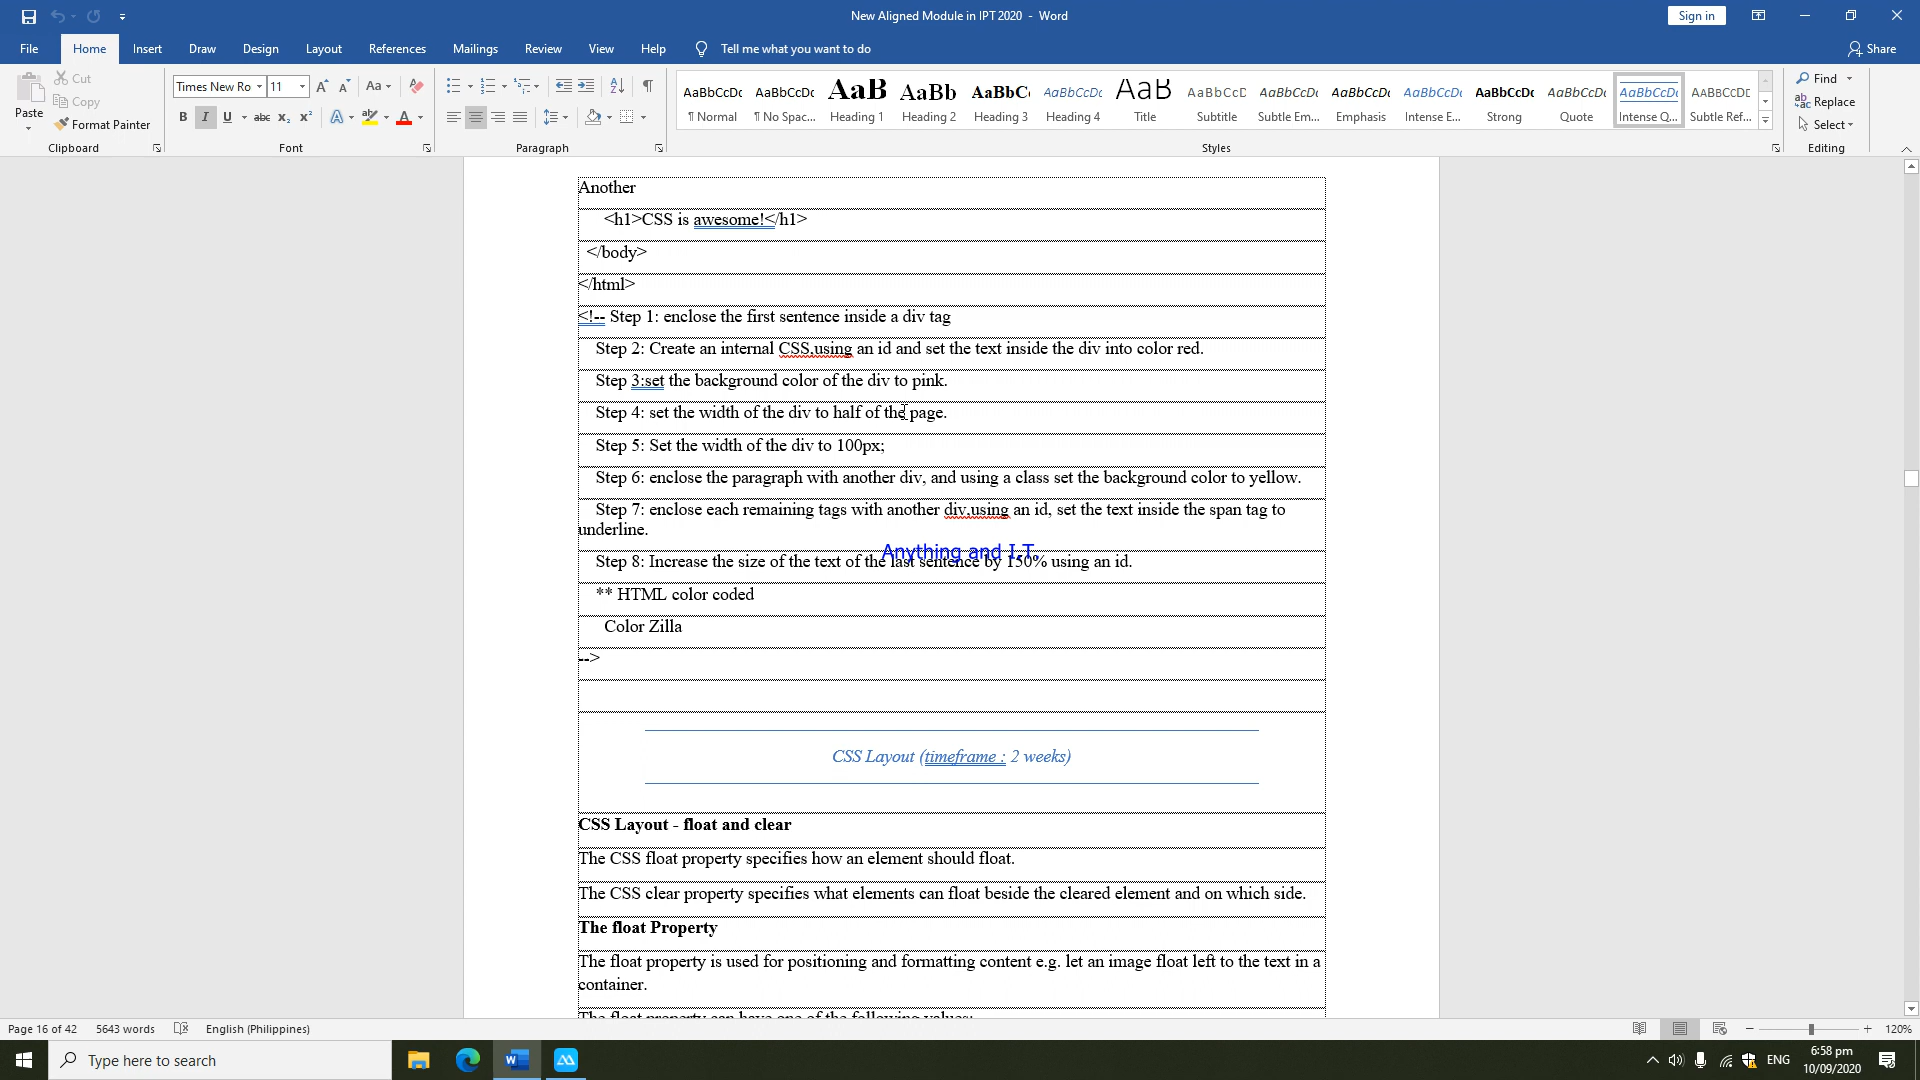 New Aligned Module in IPT 2020 - Word
Sign in
File Home Insert Draw Design Layout References Mailings Review View Help Tell me what you want to do Share
Paste
Cut
Copy
Format Painter
Clipboard
Times New Ro 11
Font
Paragraph
AaBbCcDc AaBbCcDc AaB AaBb AaBbC AaBbCcDc AaB AaBbCcD AaBbCcDc AaBbCcDc AaBbCcDc AaBbCcDc AaBbCcDc AaBbCcDc AABBCCDE
¶ Normal ¶ No Spac... Heading 1 Heading 2 Heading 3 Heading 4 Title Subtitle Subtle Em... Emphasis Intense E... Strong Quote Intense Q... Subtle Ref...
Styles
Find
Replace
Select
Editing
Another
<h1>CSS is awesome!</h1>
</body>
</html>
<!-- Step 1: enclose the first sentence inside a div tag
Step 2: Create an internal CSS,using an id and set the text inside the div into color red.
Step 3:set the background color of the div to pink.
Step 4: set the width of the div to half of the page.
Step 5: Set the width of the div to 100px;
Step 6: enclose the paragraph with another div, and using a class set the background color to yellow.
Step 7: enclose each remaining tags with another div,using an id, set the text inside the span tag to
underline.
Anything and I.T.
Step 8: Increase the size of the text of the last sentence by 150% using an id.
** HTML color coded
Color Zilla
-->
CSS Layout (timeframe : 2 weeks)
CSS Layout - float and clear
The CSS float property specifies how an element should float.
The CSS clear property specifies what elements can float beside the cleared element and on which side.
The float Property
The float property is used for positioning and formatting content e.g. let an image float left to the text in a
container.
The float property can have one of the following values:
Page 16 of 42 5643 words English (Philippines) 120%
Type here to search
ENG
6:58 pm
10/09/2020